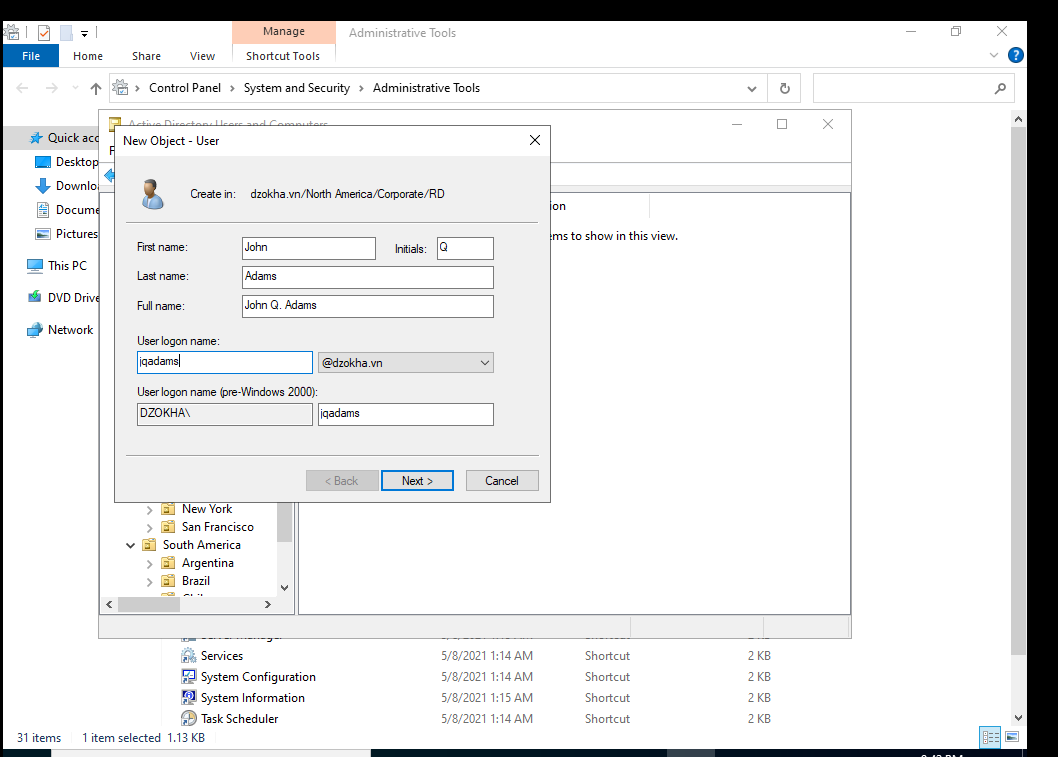 Manage
Administrative Tools
File
Home
Share
View
Shortcut Tools
Control Panel
System and Security
Administrative Tools
Active Directory Users and Computers
Quick acc
Desktop
Downlo
Docume
Pictures
This PC
DVD Drive
Network
New Object - User
Create in: dzokha.vn/North America/Corporate/RD
First name: John Initials: Q
Last name: Adams
Full name: John Q. Adams
User logon name:
jqadams @dzokha.vn
User logon name (pre-Windows 2000):
DZOKHA\ jqadams
< Back Next > Cancel
ion
ems to show in this view.
New York
San Francisco
South America
Argentina
Brazil
Services 5/8/2021 1:14 AM Shortcut 2 KB
System Configuration 5/8/2021 1:14 AM Shortcut 2 KB
System Information 5/8/2021 1:15 AM Shortcut 2 KB
Task Scheduler 5/8/2021 1:14 AM Shortcut 2 KB
31 items 1 item selected 1.13 KB